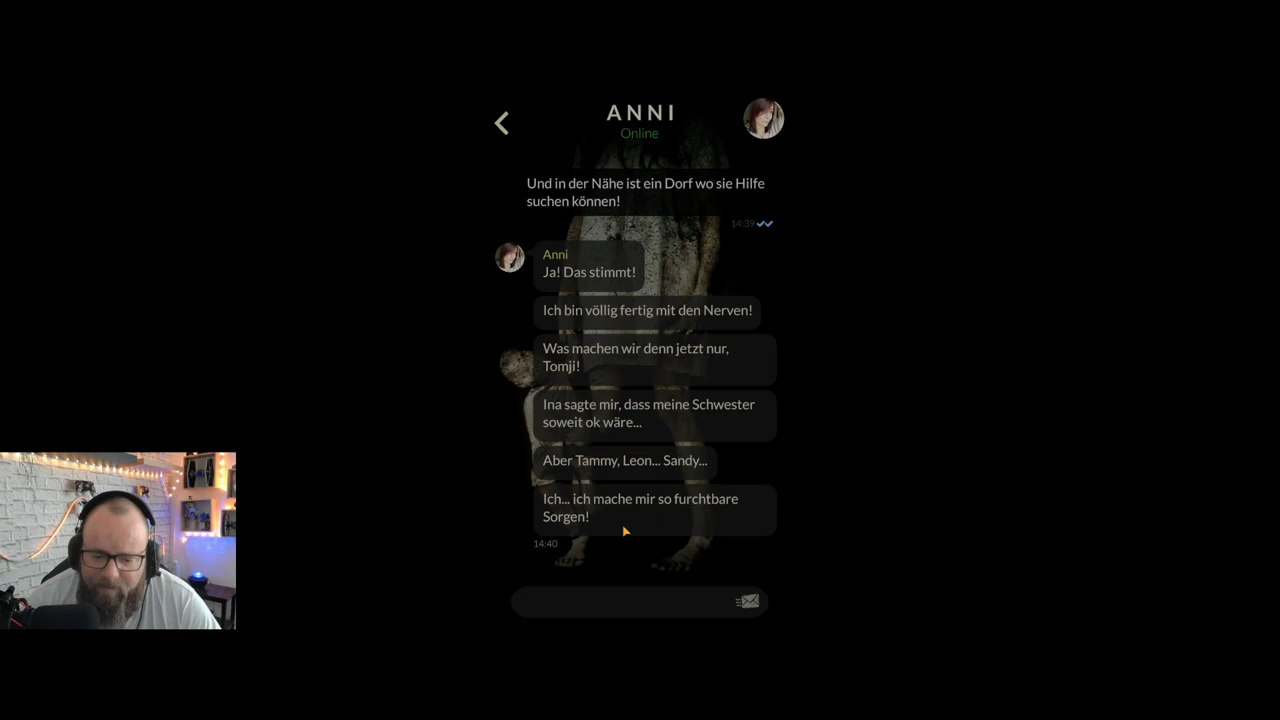 ANNI
Online
Und in der Nähe ist ein Dorf wo sie Hilfe
suchen können!
14:39
Anni
Ja! Das stimmt!
Ich bin völlig fertig mit den Nerven!
Was machen wir denn jetzt nur,
Tomji!
Ina sagte mir, dass meine Schwester
soweit ok wäre...
Aber Tammy, Leon... Sandy...
Ich... ich mache mir so furchtbare
Sorgen!
14:40